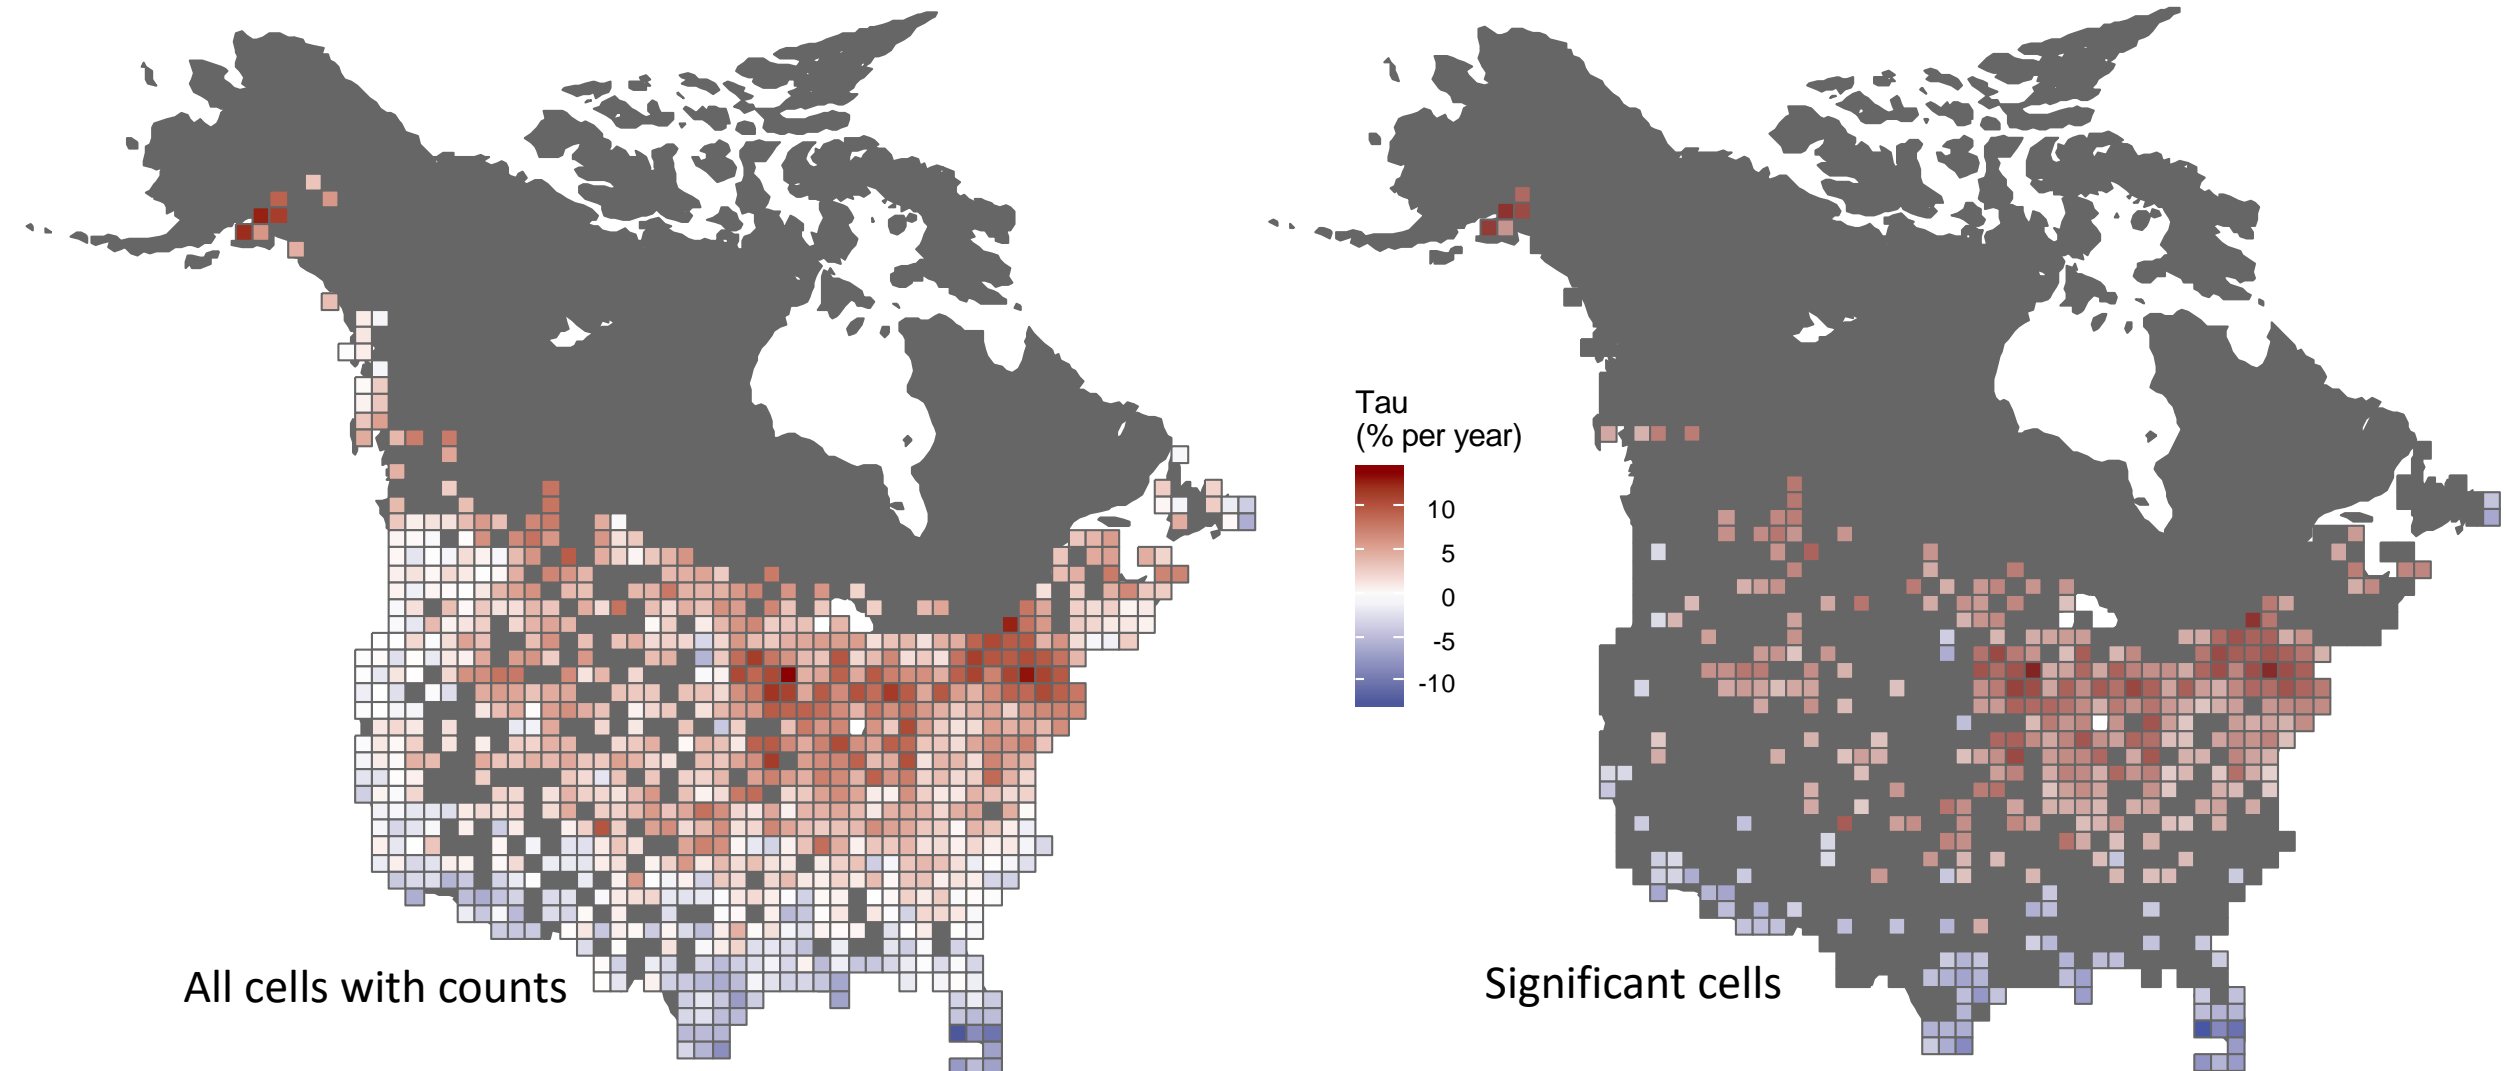 Tau
(% per year)
10
5
0
-5
-10
All cells with counts
Significant cells